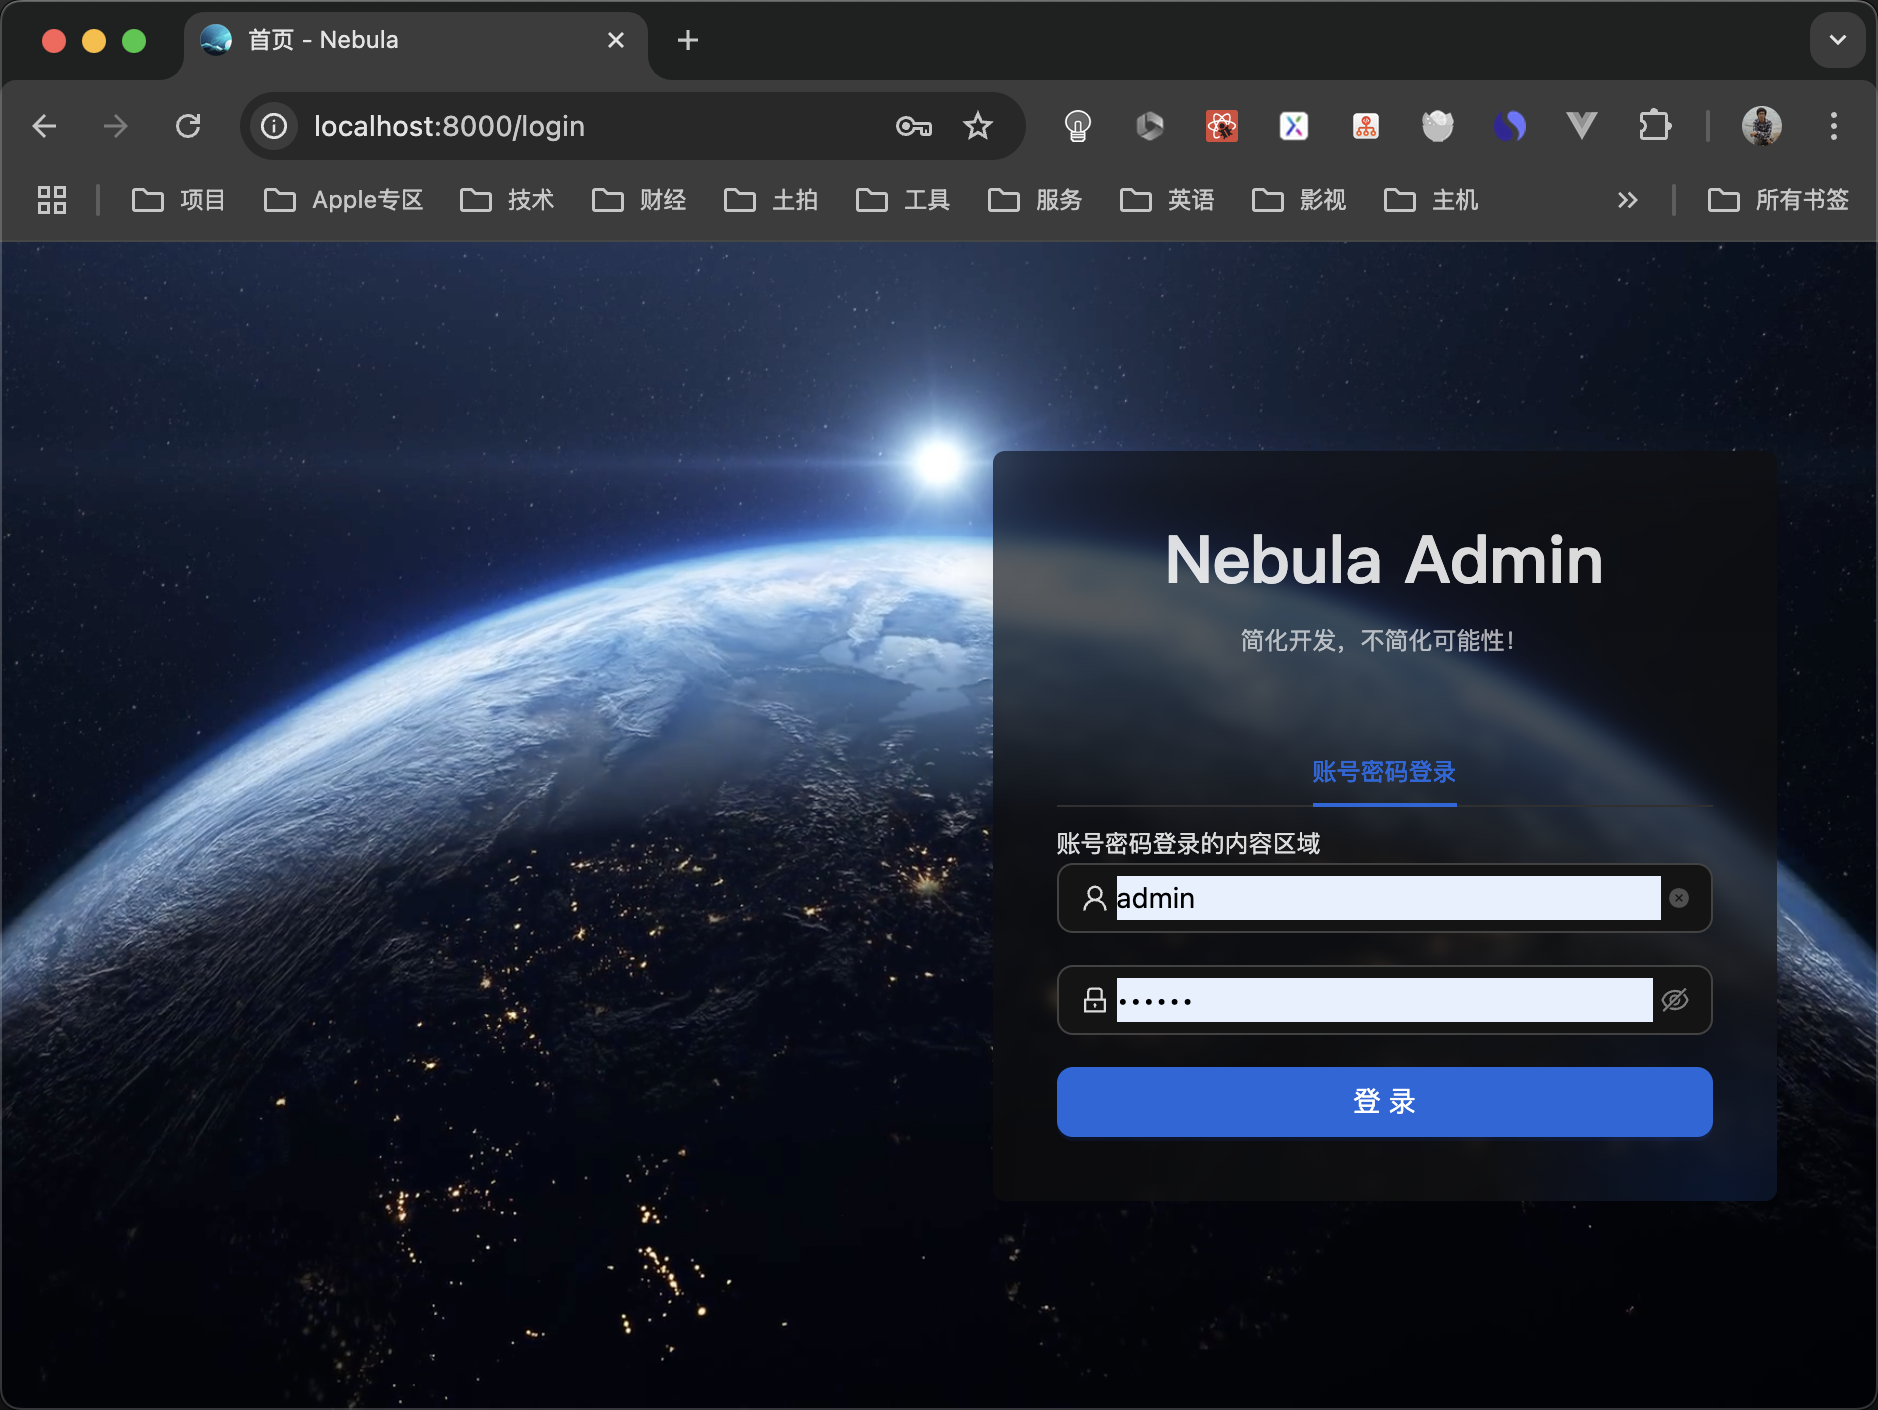 首页 - Nebula
localhost:8000/login
项目 Apple专区 技术 财经 土拍 工具 服务 英语 影视 主机 所有书签
Nebula Admin
简化开发，不简化可能性！
账号密码登录
账号密码登录的内容区域
admin
登 录